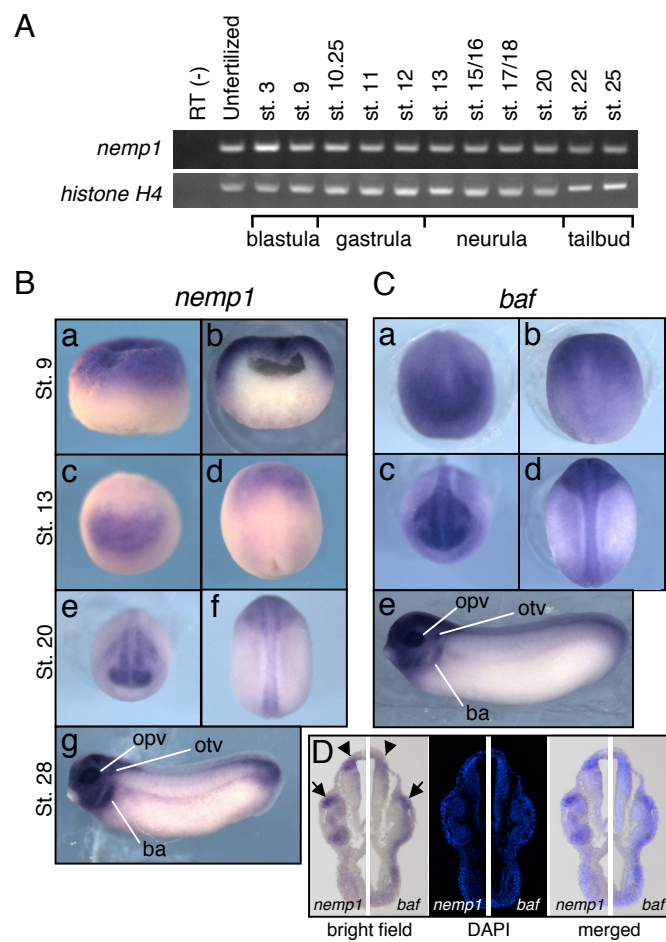 A
RT (-)
Unfertilized
st. 3
st. 9
st. 10.25
st. 11
st. 12
st. 13
st. 15/16
st. 17/18
st. 20
st. 22
st. 25
nemp1
histone H4
blastula gastrula neurula tailbud
B nemp1
C baf
St. 9
a b
St. 13
c d
St. 20
e f
St. 28
g
opv
otv
ba
a b
c d
e
opv
otv
ba
D
nemp1 baf nemp1 baf nemp1 baf
bright field DAPI merged